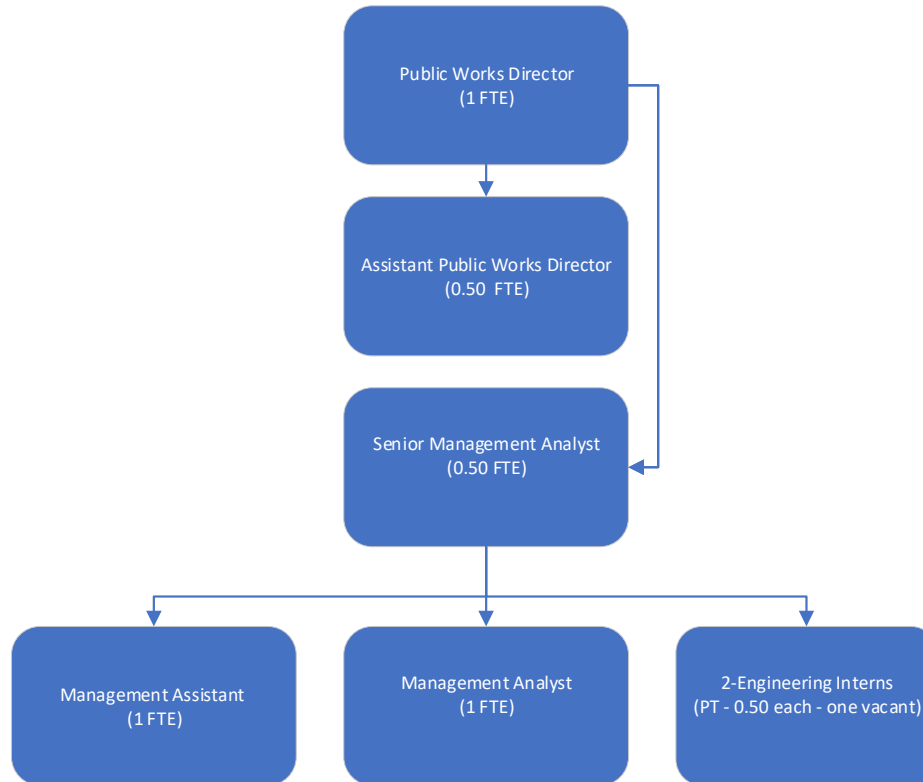 Public Works Director
(1 FTE)
Assistant Public Works Director
(0.50  FTE)
Senior Management Analyst
(0.50 FTE)
Management Assistant
(1 FTE)
Management Analyst
(1 FTE)
2-Engineering Interns
(PT - 0.50 each - one vacant)